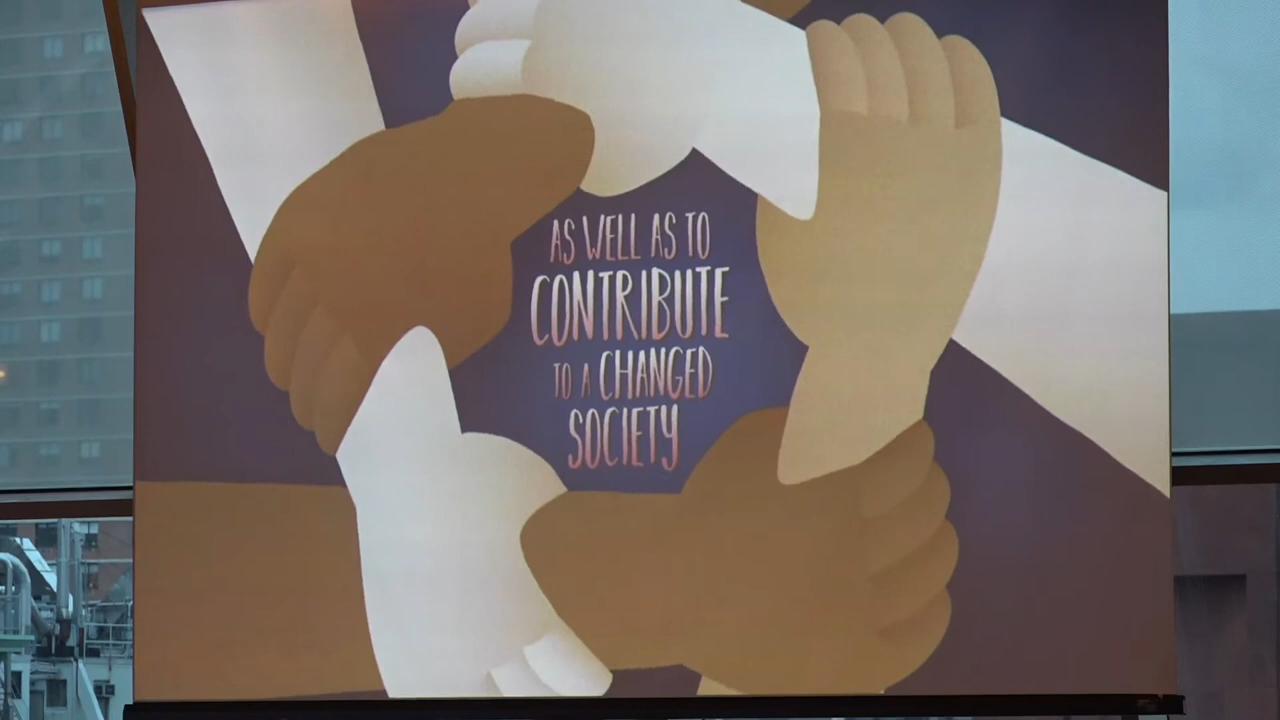 AS WELL AS TO
CONTRIBUTE
TO A CHANGED
SOCIETY